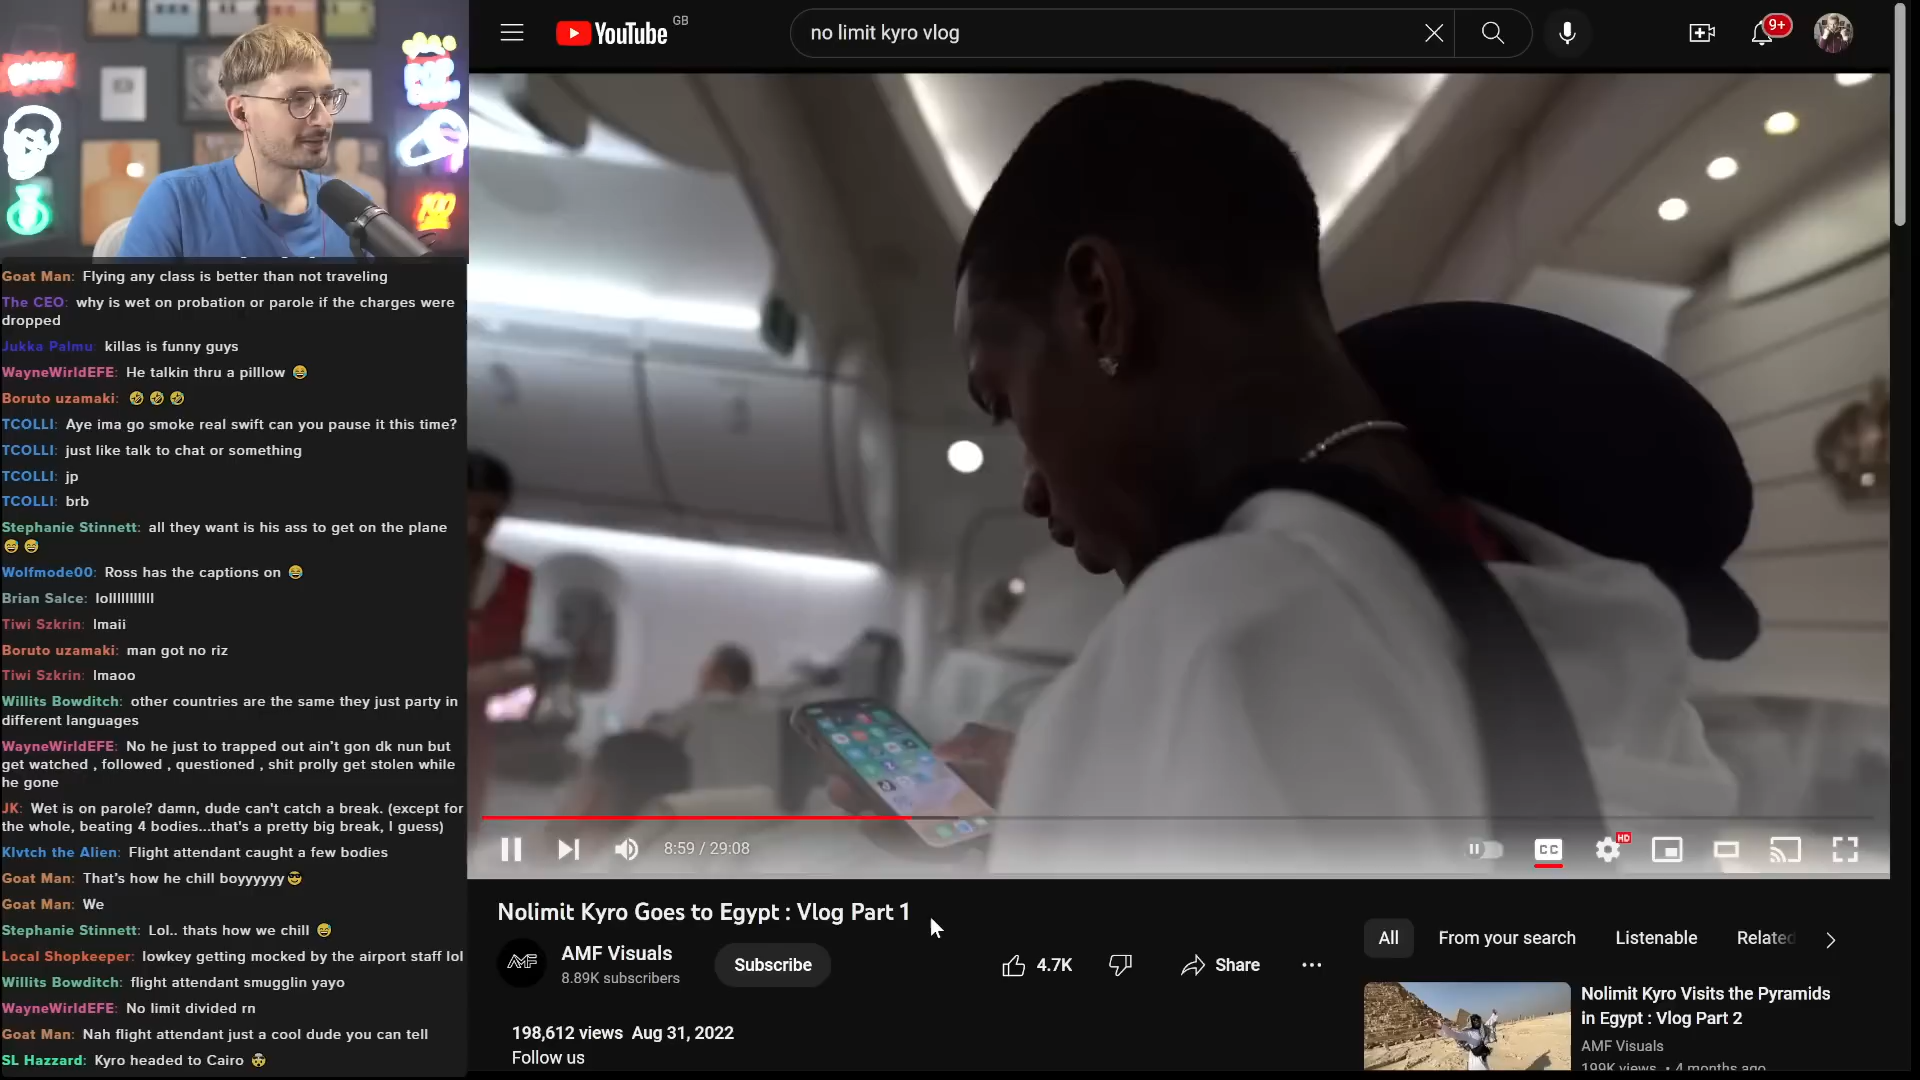 GB
YouTube
no limit kyro vlog
9+
Goat Man: Flying any class is better than not traveling
The CEO: why is wet on probation or parole if the charges were
dropped
Jukka Palmu: killas is funny guys
WayneWirldEFE: He talkin thru a pilllow 😂
Boruto uzamaki: 🤣 🤣 🤣
TCOLLI: Aye ima go smoke real swift can you pause it this time?
TCOLLI: just like talk to chat or something
TCOLLI: jp
TCOLLI: brb
Stephanie Stinnett: all they want is his ass to get on the plane
😅 😅
Wolfmode00: Ross has the captions on 😂
Brian Salce: lolllllllllll
Tiwi Szkrin: lmaii
Boruto uzamaki: man got no riz
Tiwi Szkrin: lmaoo
Willits Bowditch: other countries are the same they just party in
different languages
WayneWirldEFE: No he just to trapped out ain't gon dk nun but
get watched , followed , questioned , shit prolly get stolen while
he gone
JK: Wet is on parole? damn, dude can't catch a break. (except for
the whole, beating 4 bodies...that's a pretty big break, I guess)
Klvtch the Alien: Flight attendant caught a few bodies
Goat Man: That's how he chill boyyyyyy😎
Goat Man: We
Stephanie Stinnett: Lol.. thats how we chill 😅
Local Shopkeeper: lowkey getting mocked by the airport staff lol
Willits Bowditch: flight attendant smugglin yayo
WayneWirldEFE: No limit divided rn
Goat Man: Nah flight attendant just a cool dude you can tell
SL Hazzard: Kyro headed to Cairo 🤯
8:59 / 29:08
CC
HD
Nolimit Kyro Goes to Egypt : Vlog Part 1
AMF
AMF Visuals
8.89K subscribers
Subscribe
4.7K
Share
198,612 views Aug 31, 2022
Follow us
All
From your search
Listenable
Related
Nolimit Kyro Visits the Pyramids
in Egypt : Vlog Part 2
AMF Visuals
199K views • 4 months ago
100